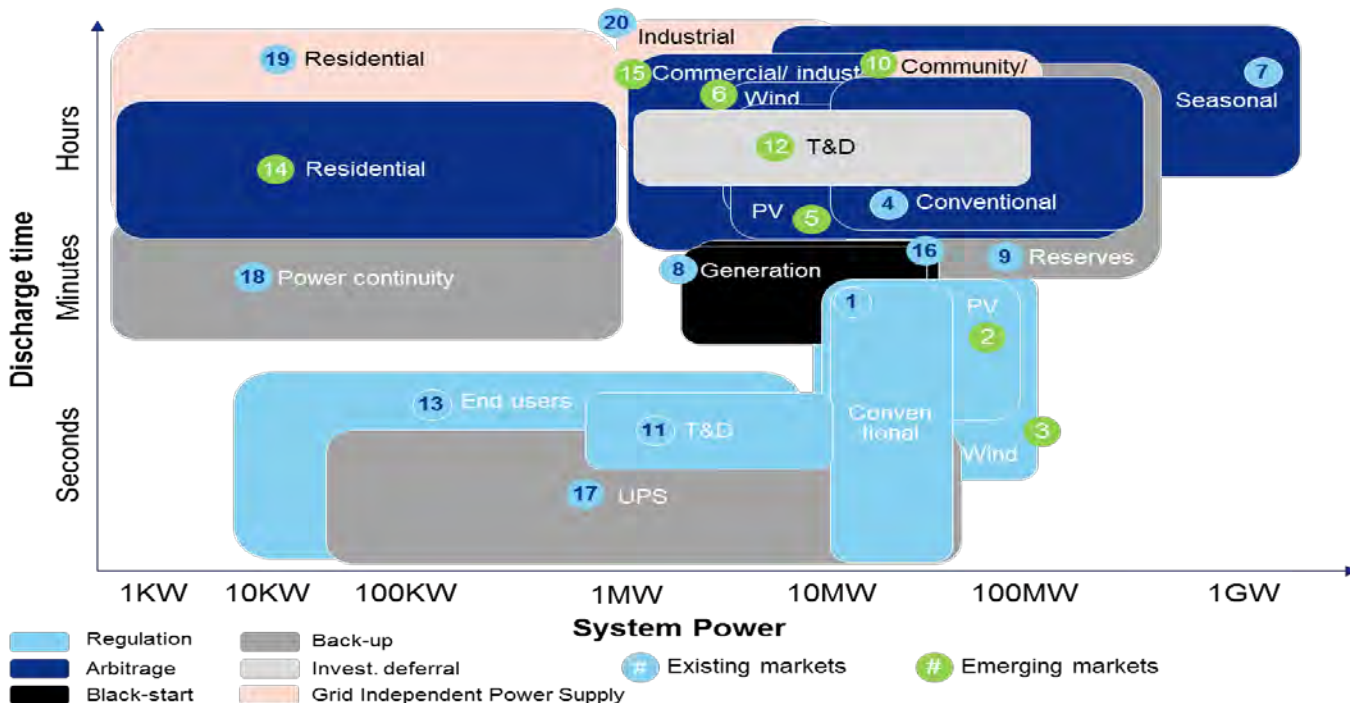 20
Industrial
19 Residential
15 Commercial/ indust
10 Community/
7
Seasonal
6 Wind
Hours
12 T&D
14 Residential
PV 5
4 Conventional
16
9 Reserves
8 Generation
18 Power continuity
Minutes
Discharge time
1
PV
2
13 End users
11 T&D
Conven
tional
3
Wind
Seconds
17 UPS
1KW 10KW 100KW 1MW 10MW 100MW 1GW
System Power
Regulation
Back-up
Arbitrage
Invest. deferral
# Existing markets
# Emerging markets
Black-start
Grid Independent Power Supply